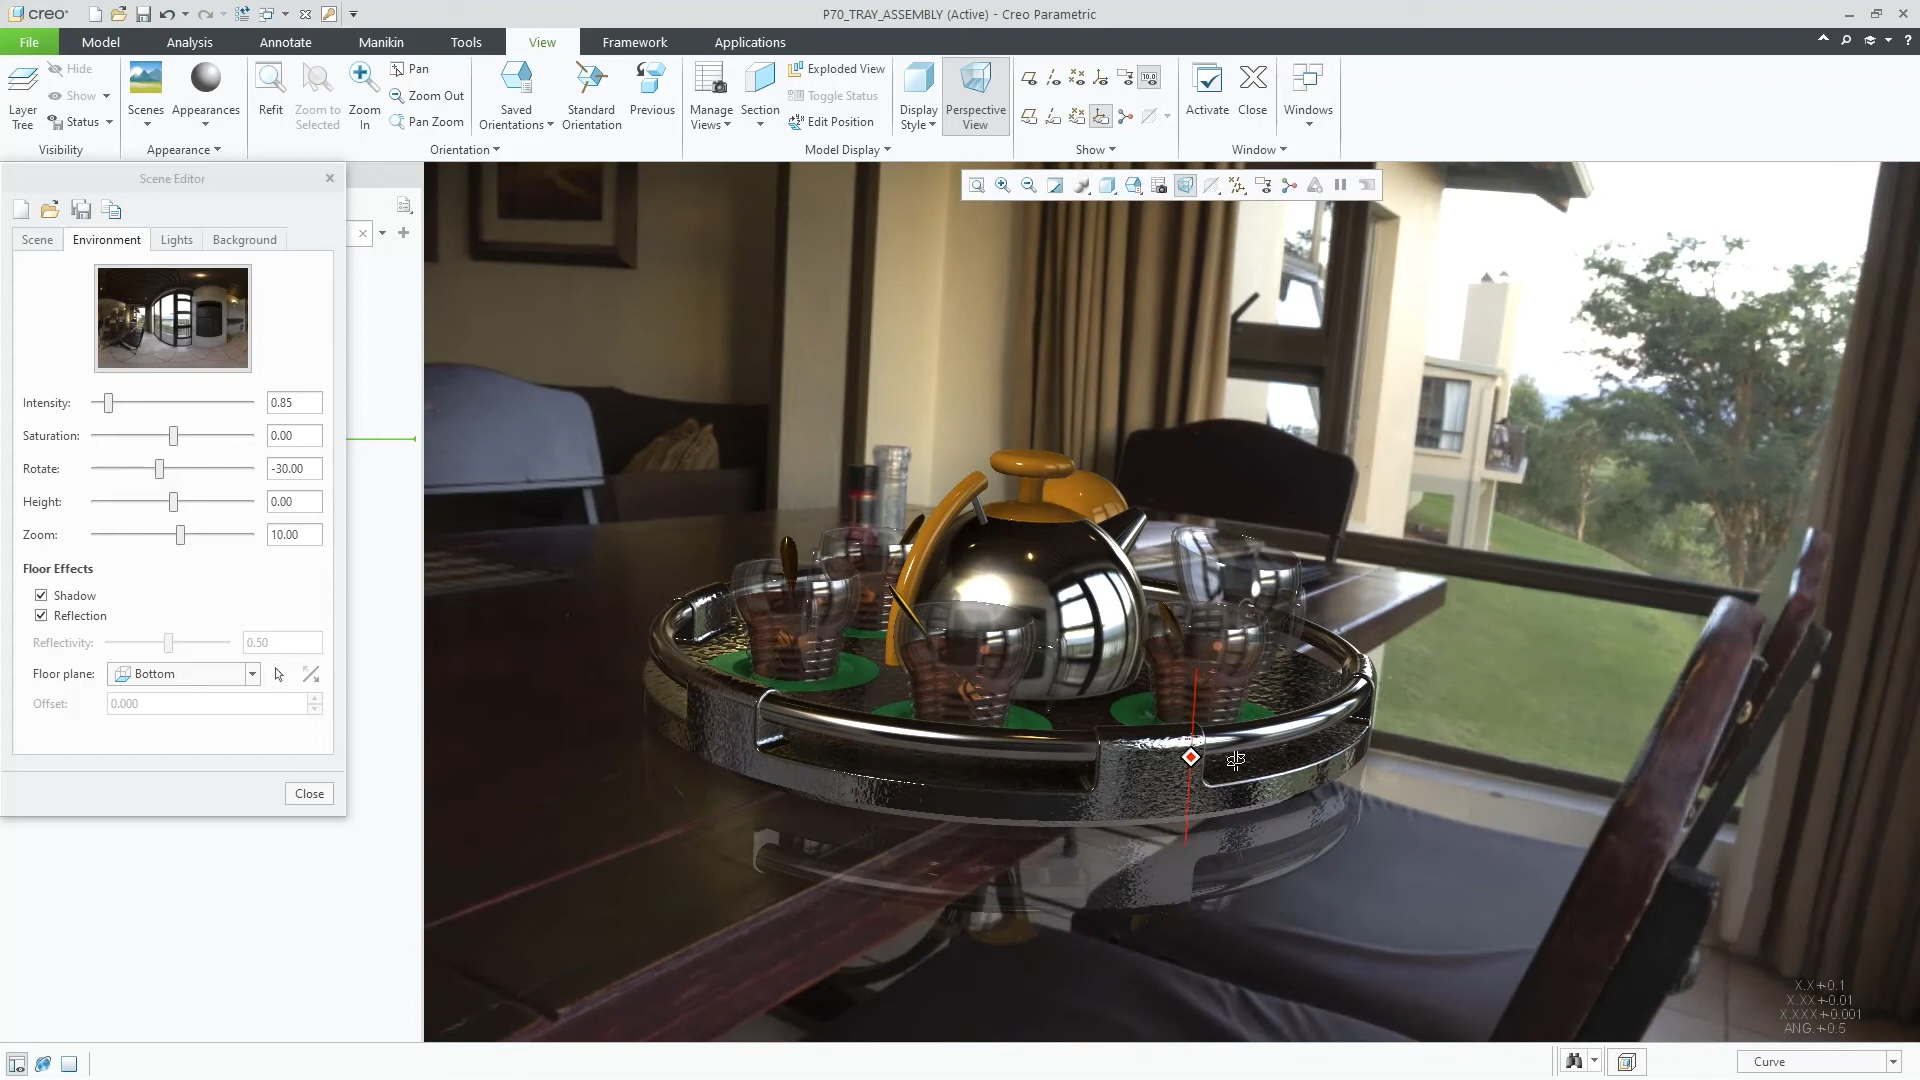 creo
P70_TRAY_ASSEMBLY (Active) - Creo Parametric
File Model Analysis Annotate Manikin Tools View Framework Applications
Layer Tree
Hide
Show
Status
Visibility
Scenes
Appearances
Appearance
Refit
Zoom to Selected
Zoom In
Pan
Zoom Out
Pan Zoom
Saved Orientations
Standard Orientation
Previous
Orientation
Manage Views
Section
Exploded View
Toggle Status
Edit Position
Model Display
Display Style
Perspective View
10.0
Show
Activate
Close
Windows
Window
Scene Editor
Scene Environment Lights Background
Intensity: 0.85
Saturation: 0.00
Rotate: -30.00
Height: 0.00
Zoom: 10.00
Floor Effects
Shadow
Reflection
Reflectivity: 0.50
Floor plane: Bottom
Offset: 0.000
Close
X.X+-0.1
X.XX+-0.01
X.XXX+-0.001
ANG.+-0.5
Curve